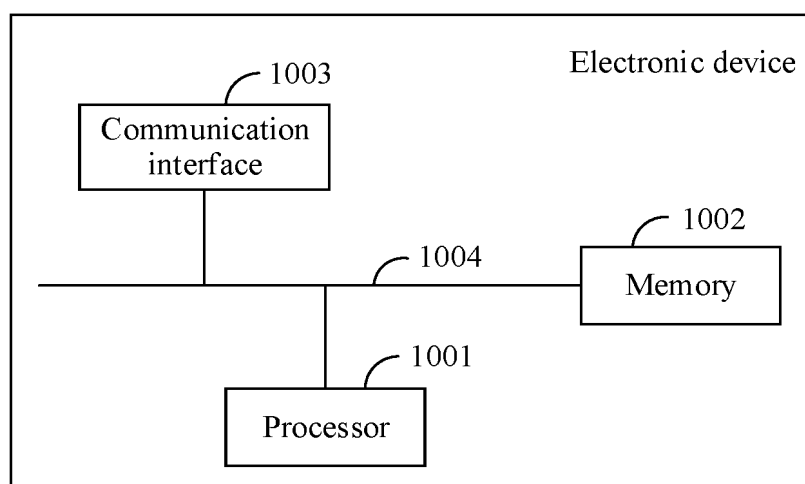 Electronic device
1003
Communication
interface
1002
Memory
1004
1001
Processor